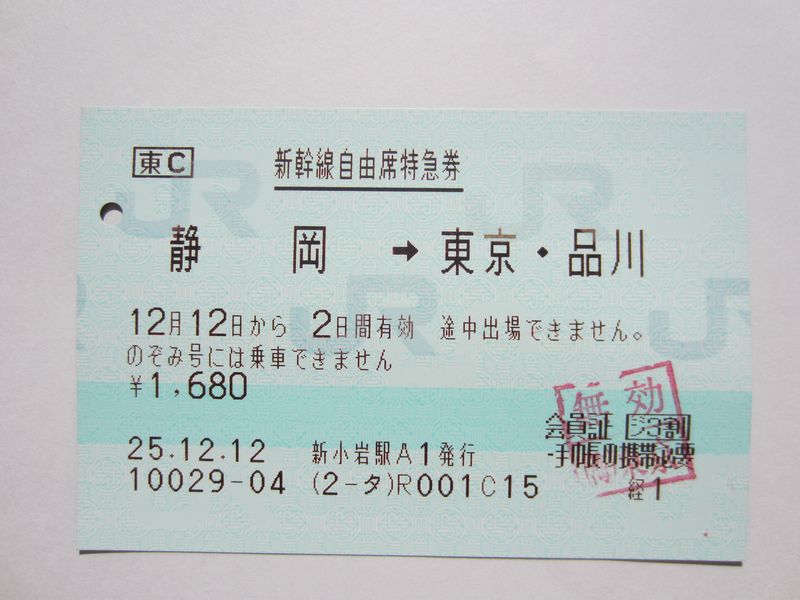 東C 新幹線自由席特急券
静岡 → 東京・品川
12月12日から 2日間有効 途中出場できません。
のぞみ号には乗車できません
¥1,680
無効
会員証 ジ3割
手帳の携帯必要
25.12.12 新小岩駅A1発行
10029-04 (2-タ)R001C15 経1
JR
JR
JR
JR